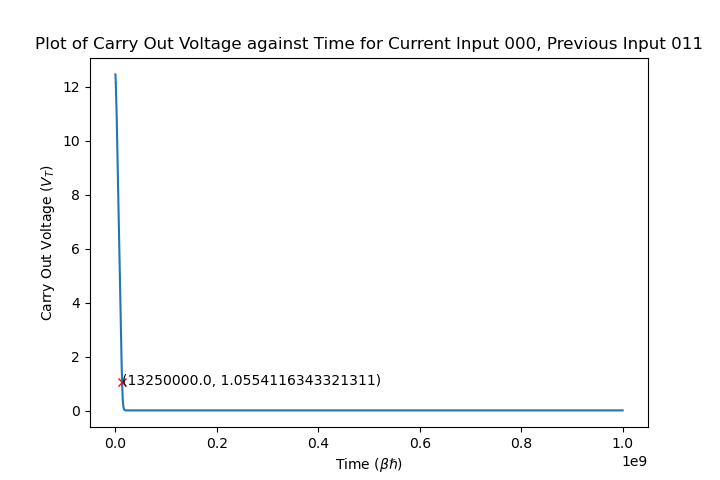 Plot of Carry Out Voltage against Time for Current Input 000, Previous Input 011
12
10
8
6
4
2
0
Carry Out Voltage (V_T)
(13250000.0, 1.0554116343321311)
0.0 0.2 0.4 0.6 0.8 1.0
1e9
Time (βħ)